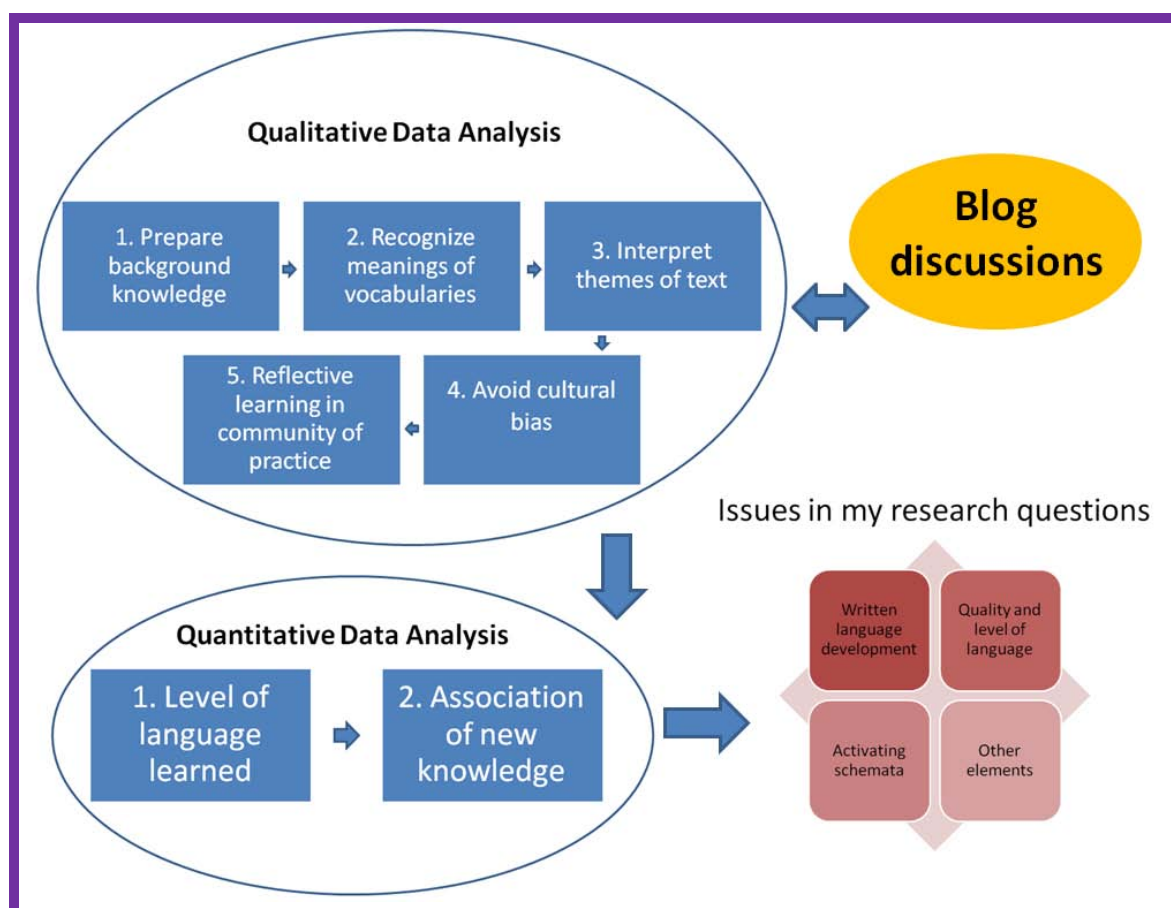 Qualitative Data Analysis
1. Prepare
background
knowledge
2. Recognize
meanings of
vocabularies
3. Interpret
themes of text
4. Avoid cultural
bias
5. Reflective
learning in
community of
practice
Blog
discussions
Quantitative Data Analysis
1. Level of
language
learned
2. Association
of new
knowledge
Issues in my research questions
Written
language
development
Quality and
level of
language
Activating
schemata
Other
elements